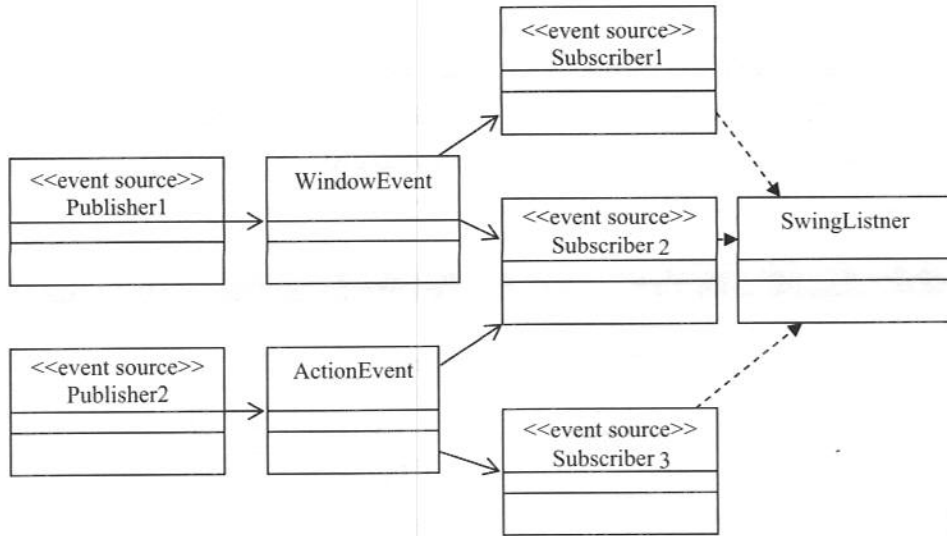 <<event source>>
Subscriber1
<<event source>>
Publisher1
WindowEvent
<<event source>>
Subscriber 2
SwingListner
<<event source>>
Publisher2
ActionEvent
<<event source>>
Subscriber 3